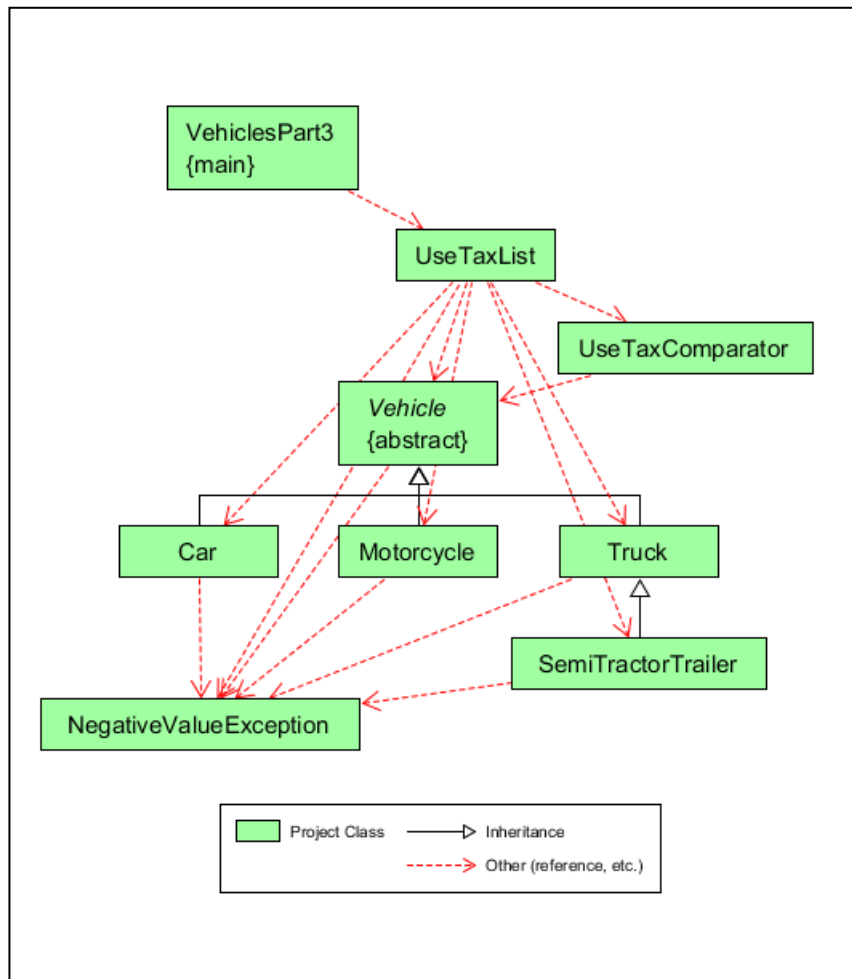 VehiclesPart3
{main}
UseTaxList
UseTaxComparator
Vehicle
{abstract}
Car
Motorcycle
Truck
SemiTractorTrailer
NegativeValueException
Project Class
Inheritance
Other (reference, etc.)